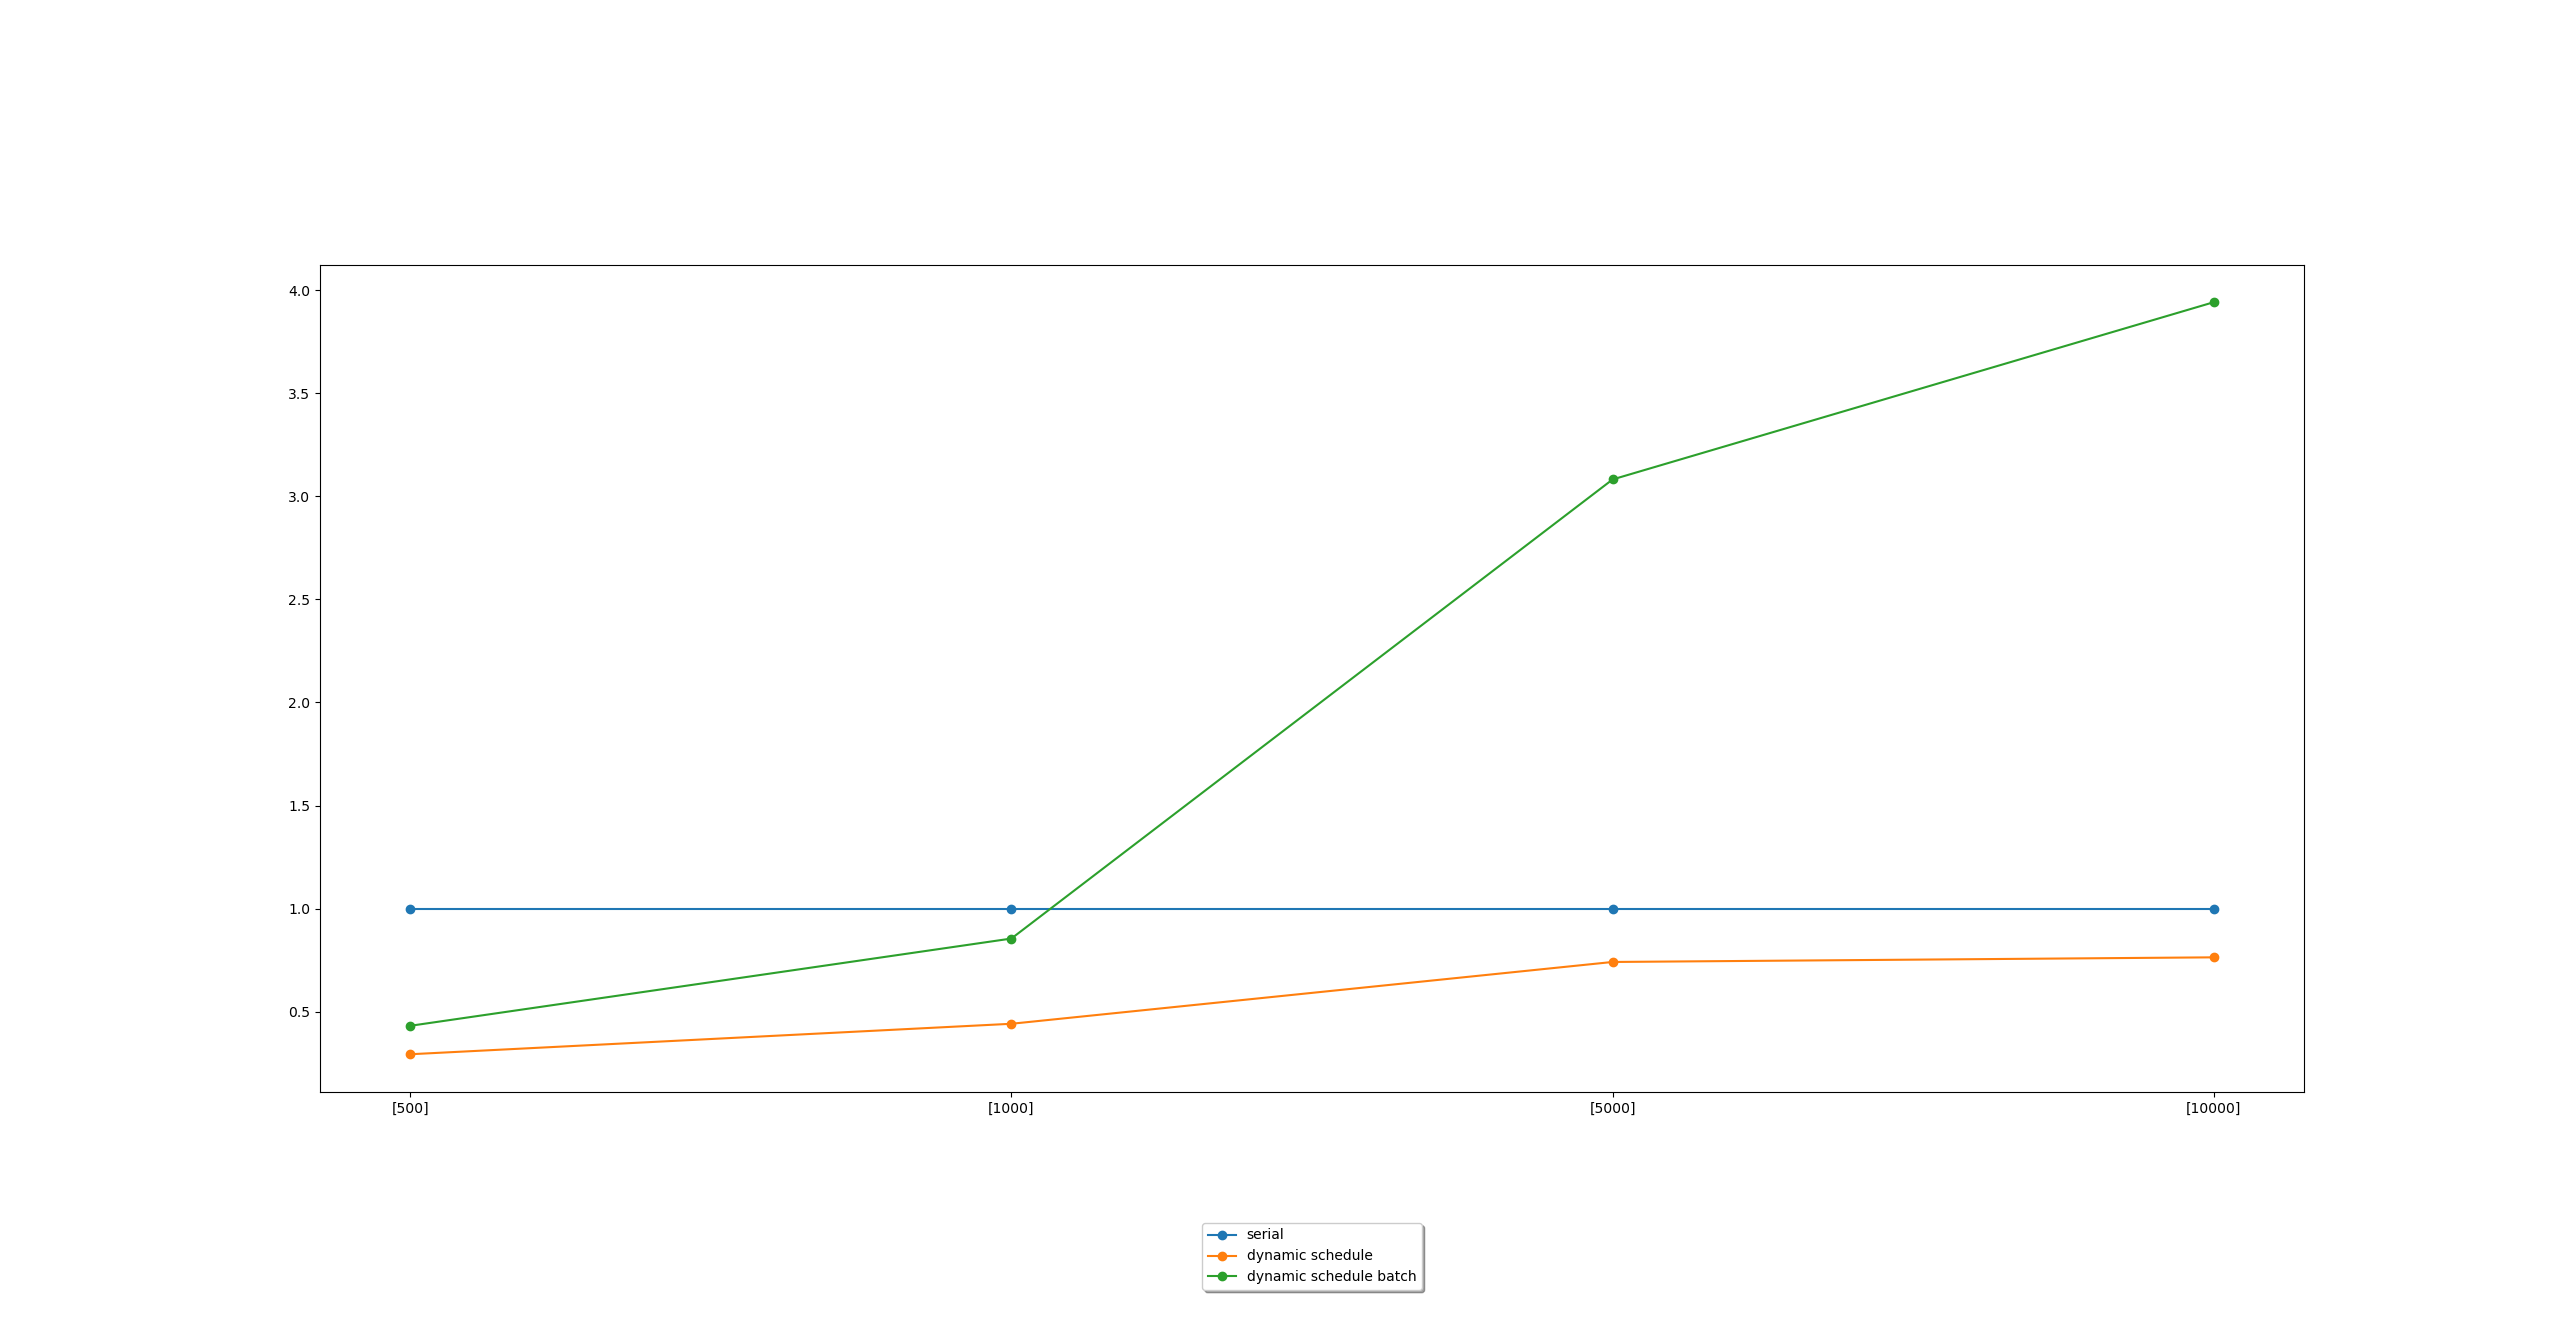 4.0
3.5
3.0
2.5
2.0
1.5
1.0
0.5
[500] [1000] [5000] [10000]
serial
dynamic schedule
dynamic schedule batch